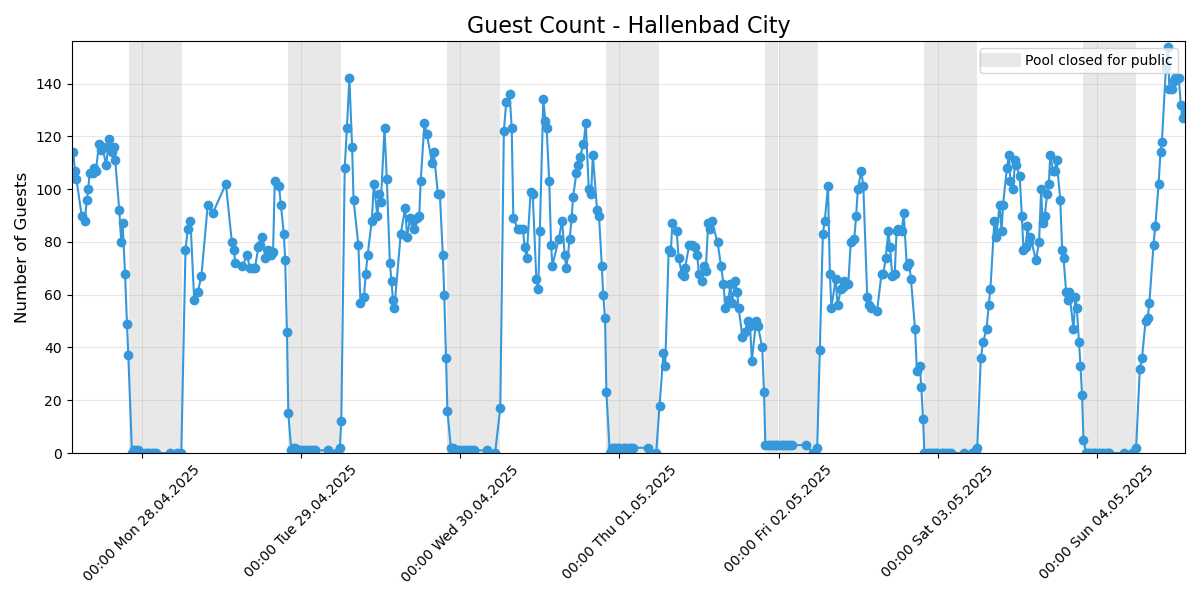 Guest Count - Hallenbad City
Pool closed for public
Number of Guests
140
120
100
80
60
40
20
0
00:00 Mon 28.04.2025
00:00 Tue 29.04.2025
00:00 Wed 30.04.2025
00:00 Thu 01.05.2025
00:00 Fri 02.05.2025
00:00 Sat 03.05.2025
00:00 Sun 04.05.2025